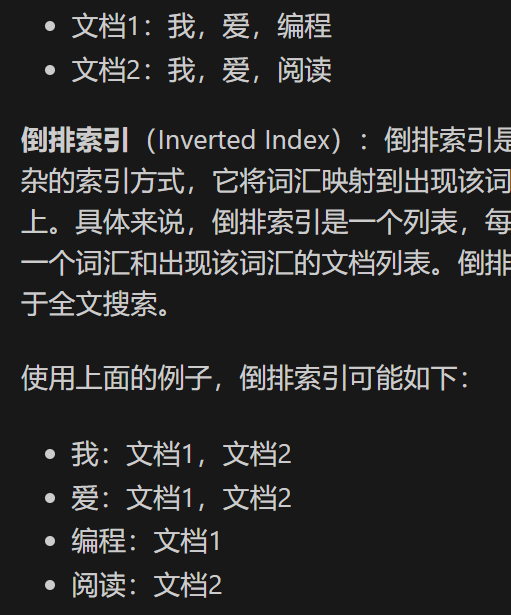 文档1：我，爱，编程
文档2：我，爱，阅读
倒排索引（Inverted Index）：倒排索引是
杂的索引方式，它将词汇映射到出现该词
上。具体来说，倒排索引是一个列表，每
一个词汇和出现该词汇的文档列表。倒排
于全文搜索。
使用上面的例子，倒排索引可能如下：
我：文档1，文档2
爱：文档1，文档2
编程：文档1
阅读：文档2